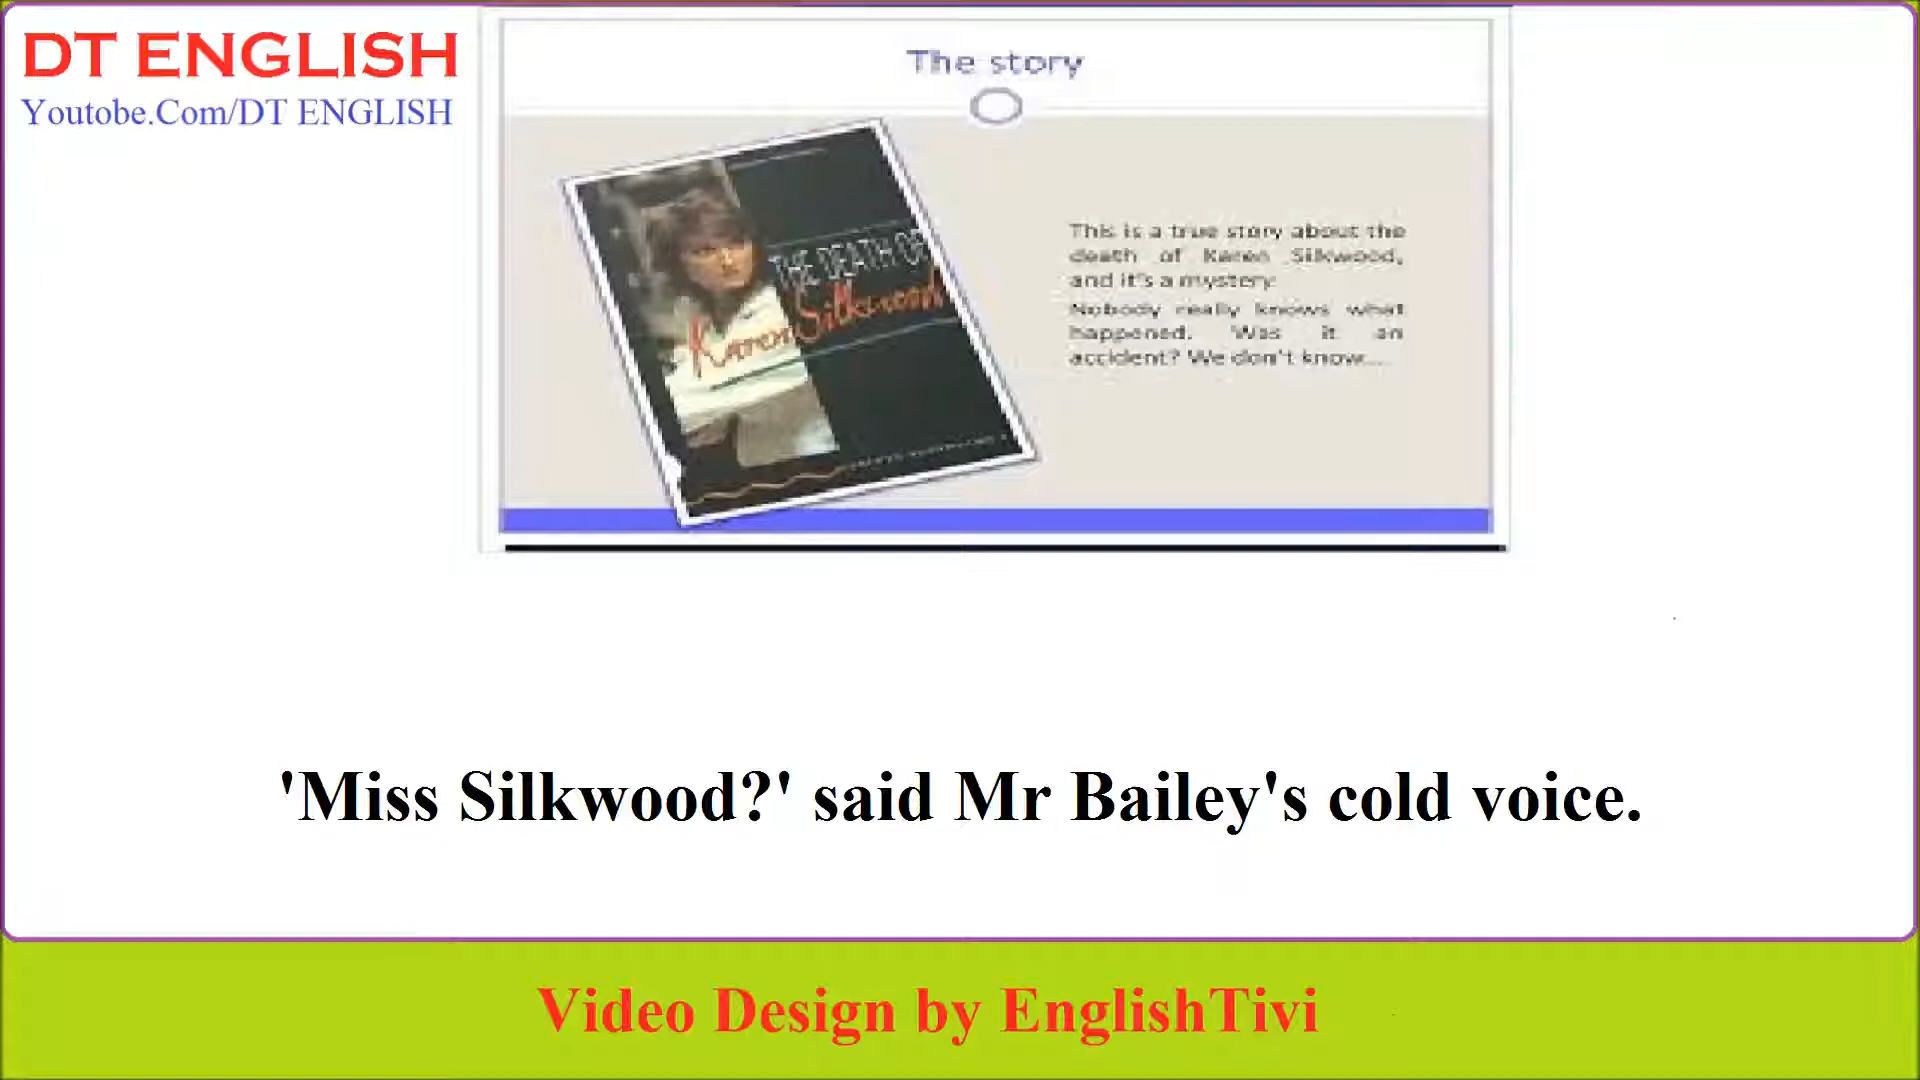 DT ENGLISH
Youtobe.Com/DT ENGLISH
The story
THE DEATH OF
Karen Silkwood
This is a true story about the
death of Karen Silkwood,
and it's a mystery
Nobody really knows what
happened. Was it an
accident? We don't know....
'Miss Silkwood?' said Mr Bailey's cold voice.
Video Design by EnglishTivi